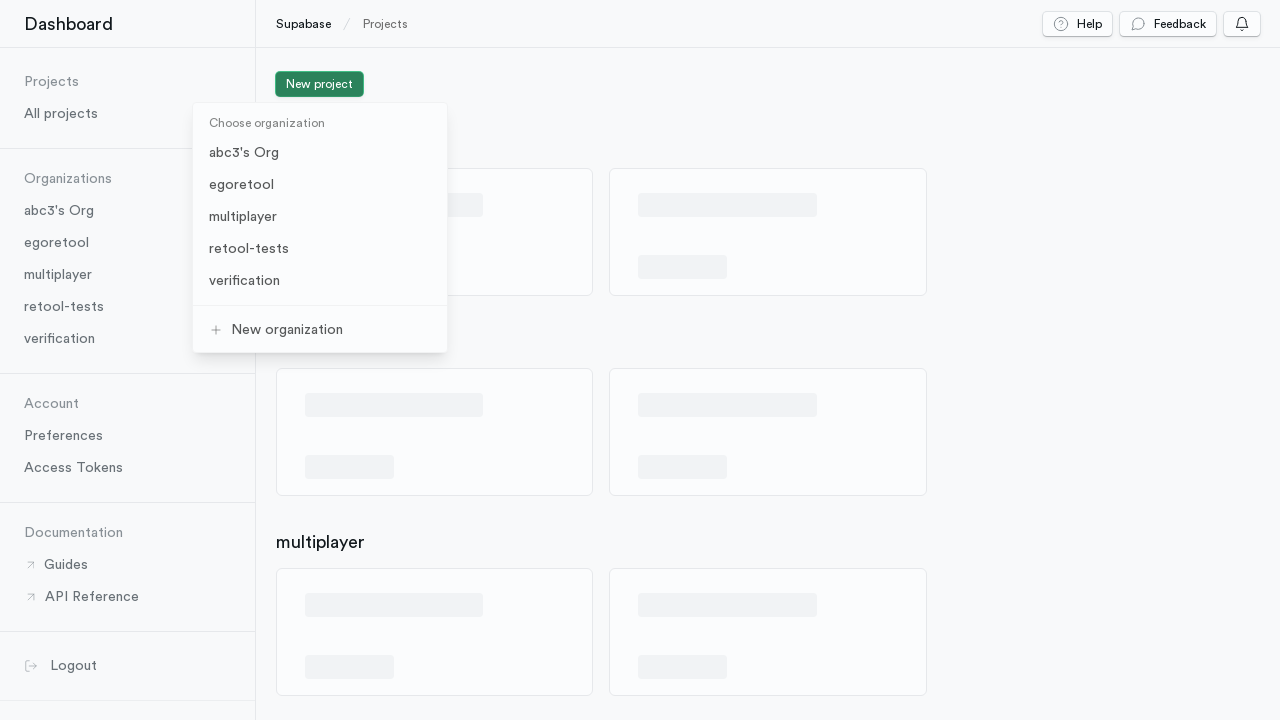 Dashboard
Supabase
Projects
Help
Feedback
Projects
All projects
Organizations
abc3's Org
egoretool
multiplayer
retool-tests
verification
Account
Preferences
Access Tokens
Documentation
Guides
API Reference
Logout
New project
Choose organization
abc3's Org
egoretool
multiplayer
retool-tests
verification
New organization
multiplayer